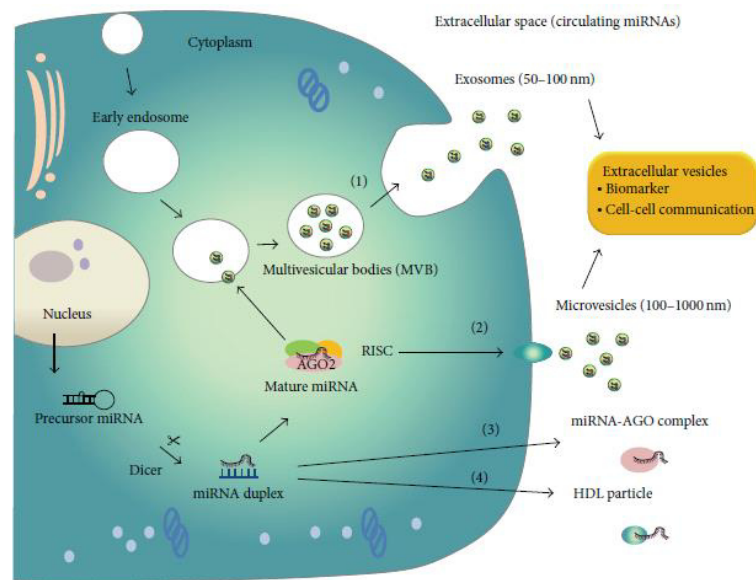 Cytoplasm
Extracellular space (circulating miRNAs)
Exosomes (50–100 nm)
Early endosome
(1)
Extracellular vesicles
▪ Biomarker
▪ Cell-cell communication
Multivesicular bodies (MVB)
Nucleus
Microvesicles (100–1000 nm)
(2)
RISC
AGO2
Mature miRNA
Precursor miRNA
miRNA-AGO complex
(3)
Dicer
miRNA duplex
(4)
HDL particle